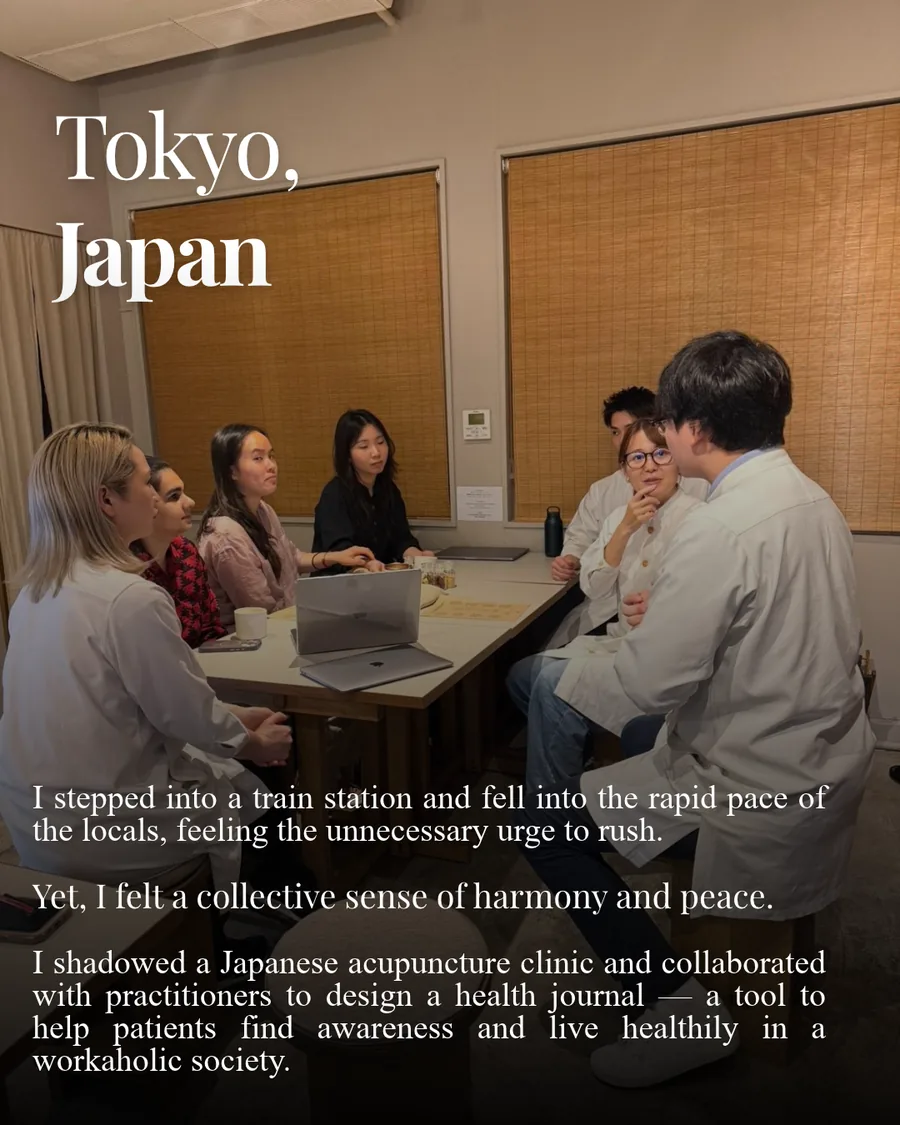 Tokyo,
Japan
I stepped into a train station and fell into the rapid pace of
the locals, feeling the unnecessary urge to rush.
Yet, I felt a collective sense of harmony and peace.
I shadowed a Japanese acupuncture clinic and collaborated
with practitioners to design a health journal — a tool to
help patients find awareness and live healthily in a
workaholic society.